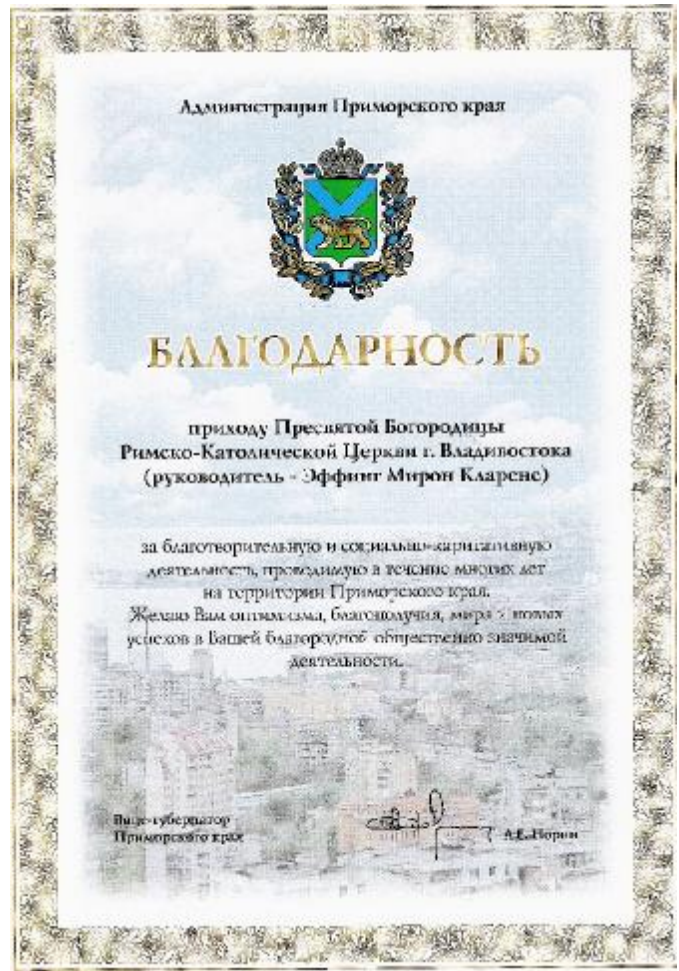 Администрация Приморского края
БЛАГОДАРНОСТЬ
приходу Пресвятой Богородицы
Римско-Католической Церкви г. Владивостока
(руководитель - Эффинг Мирон Кларенс)
за благотворительную и социально-каритативную
деятельность, проводимую в течение многих лет
на территории Приморского края.
Желаю Вам оптимизма, благополучия, мира и новых
успехов в Вашей благородной общественно значимой
деятельности.
Вице-губернатор
Приморского края